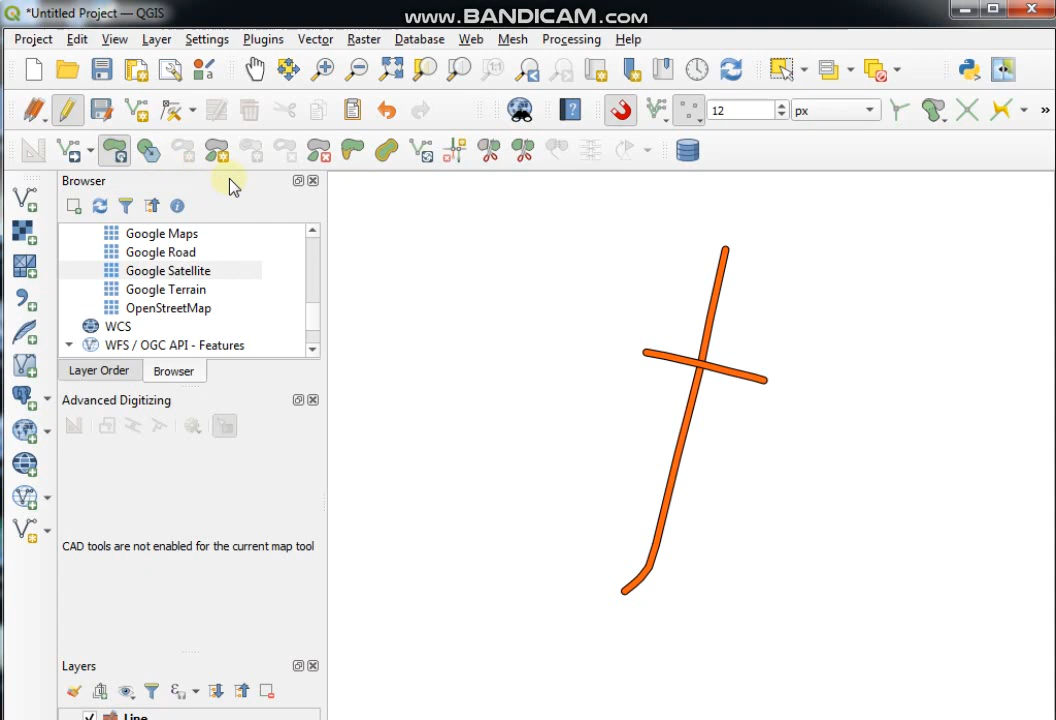 *Untitled Project — QGIS
www.BANDICAM.com
Project Edit View Layer Settings Plugins Vector Raster Database Web Mesh Processing Help
1:1
12 px »
Browser
Google Maps
Google Road
Google Satellite
Google Terrain
OpenStreetMap
WCS
WFS / OGC API - Features
Layer Order Browser
Advanced Digitizing
CAD tools are not enabled for the current map tool
Layers
Line